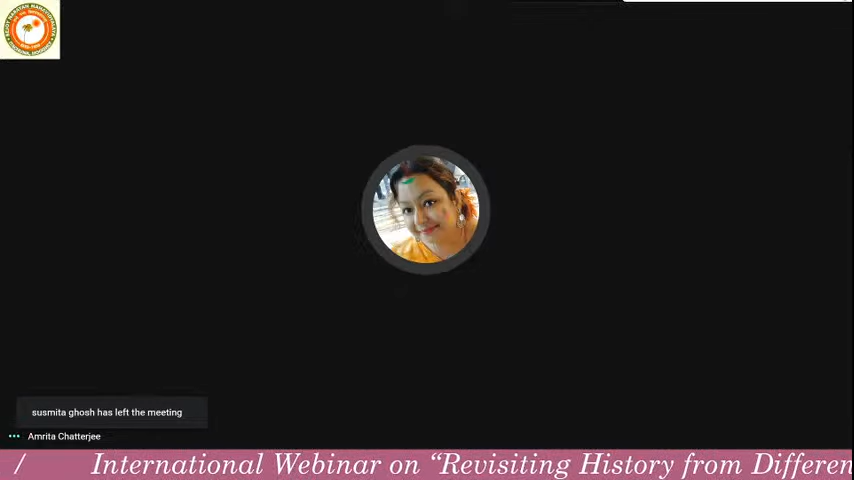 susmita ghosh has left the meeting
Amrita Chatterjee
/ International Webinar on “Revisiting History from Differen